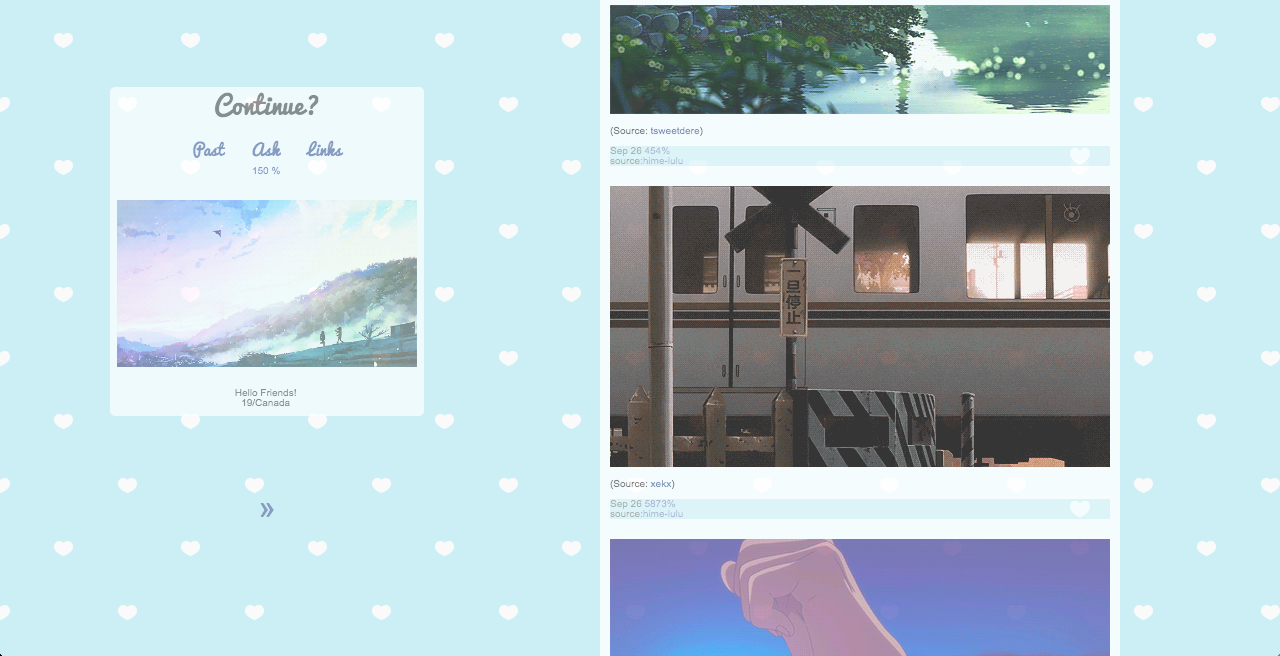 Continue?
Past Ask Links
150 %
Hello Friends!
19/Canada
»
(Source: tsweetdere)
Sep 26 454%
source:hime-lulu
一旦停止
(Source: xekx)
Sep 26 5873%
source:hime-lulu